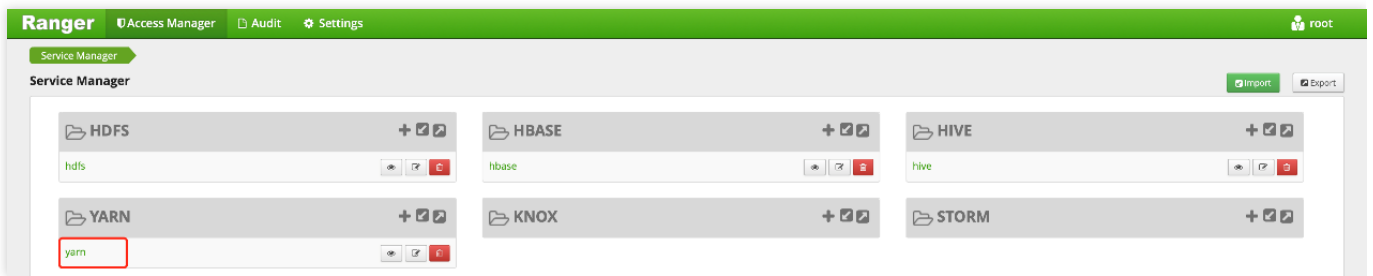 Ranger Access Manager Audit Settings root
Service Manager
Service Manager Import Export
HDFS HBASE HIVE
hdfs hbase hive
YARN KNOX STORM
yarn